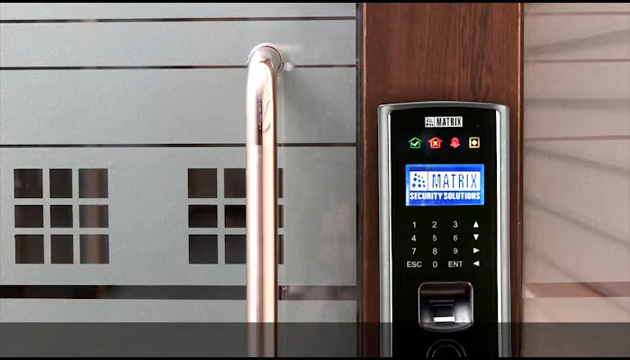 MATRIX
MATRIX
SECURITY SOLUTIONS
1 2 3 ▲
4 5 6 ▼
7 8 9 ►
ESC 0 ENT ◄